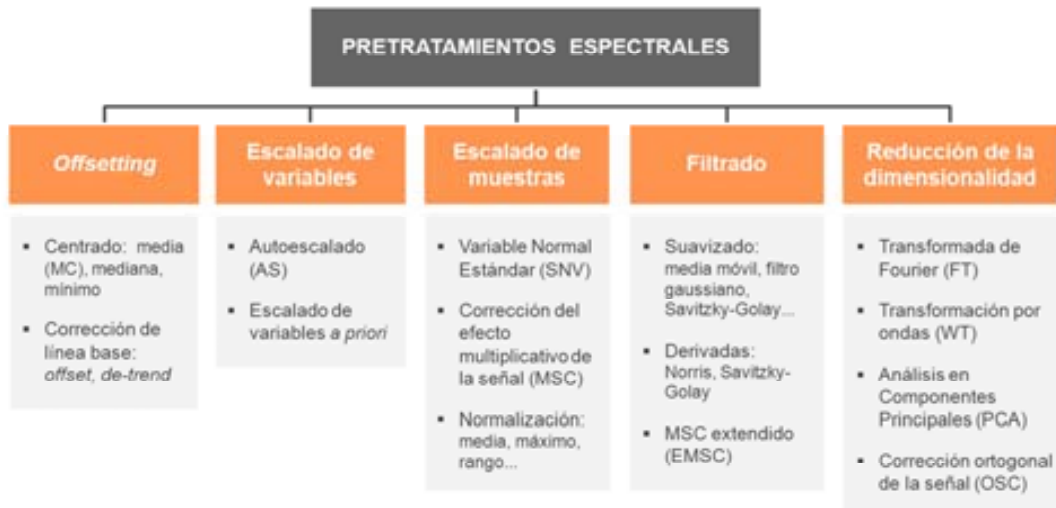 PRETRATAMIENTOS ESPECTRALES
Offsetting
▪ Centrado: media
(MC), mediana,
mínimo
▪ Corrección de
línea base:
offset, de-trend
Escalado de
variables
▪ Autoescalado
(AS)
▪ Escalado de
variables a priori
Escalado de
muestras
▪ Variable Normal
Estándar (SNV)
▪ Corrección del
efecto
multiplicativo de
la señal (MSC)
▪ Normalización:
media, máximo,
rango...
Filtrado
▪ Suavizado:
media móvil, filtro
gaussiano,
Savitzky-Golay...
▪ Derivadas:
Norris, Savitzky-
Golay
▪ MSC extendido
(EMSC)
Reducción de la
dimensionalidad
▪ Transformada de
Fourier (FT)
▪ Transformación por
ondas (WT)
▪ Análisis en
Componentes
Principales (PCA)
▪ Corrección ortogonal
de la señal (OSC)